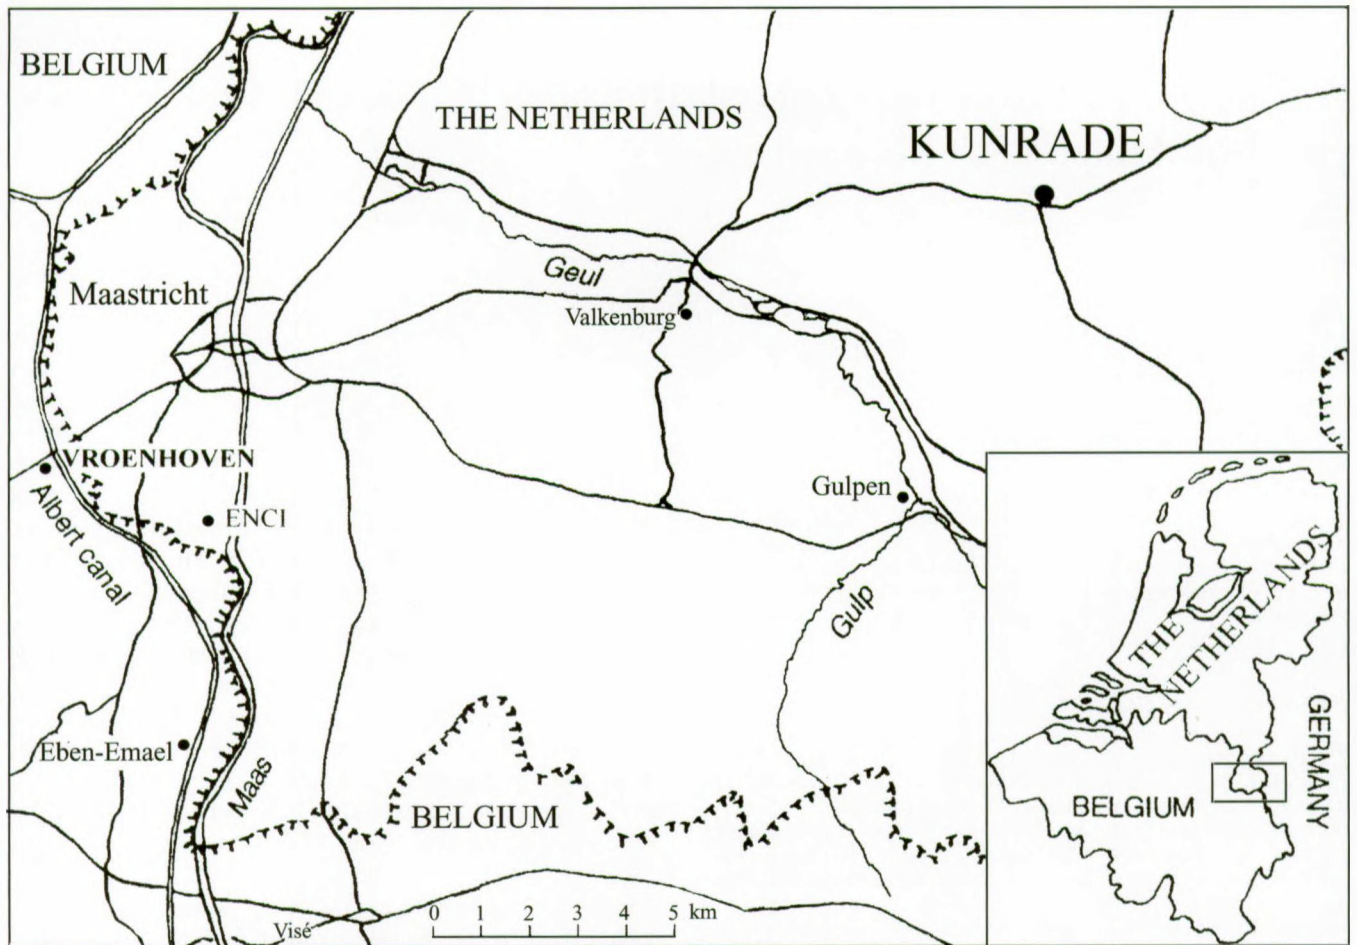 BELGIUM
THE NETHERLANDS
KUNRADE
Geul
Maastricht
Valkenburg
VROENHOVEN
Albert canal
ENCI
Gulpen
Gulp
Eben-Emael
Maas
BELGIUM
Visé
0 1 2 3 4 5 km
THE
NETHERLANDS
GERMANY
BELGIUM